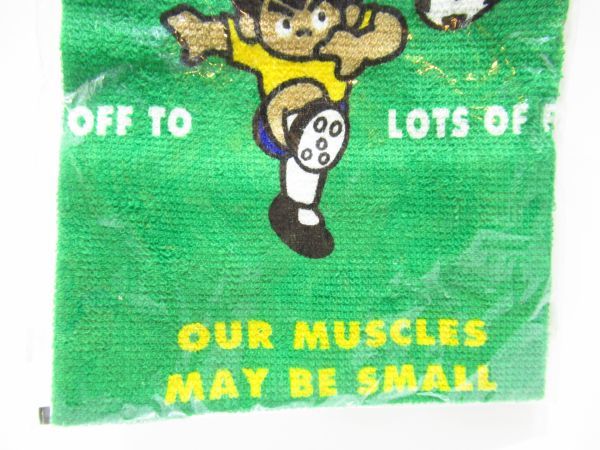 OFF TO LOTS OF
OUR MUSCLES
MAY BE SMALL